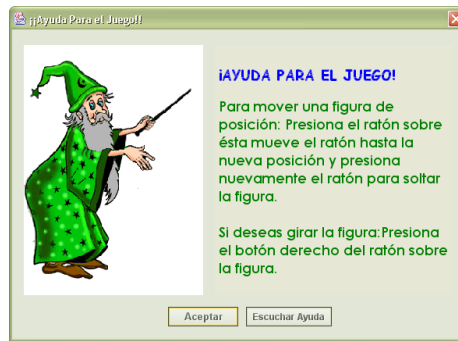 ¡¡Ayuda Para el Juego!!
¡AYUDA PARA EL JUEGO!
Para mover una figura de
posición: Presiona el ratón sobre
ésta mueve el ratón hasta la
nueva posición y presiona
nuevamente el ratón para soltar
la figura.
Si deseas girar la figura:Presiona
el botón derecho del ratón sobre
la figura.
Aceptar
Escuchar Ayuda